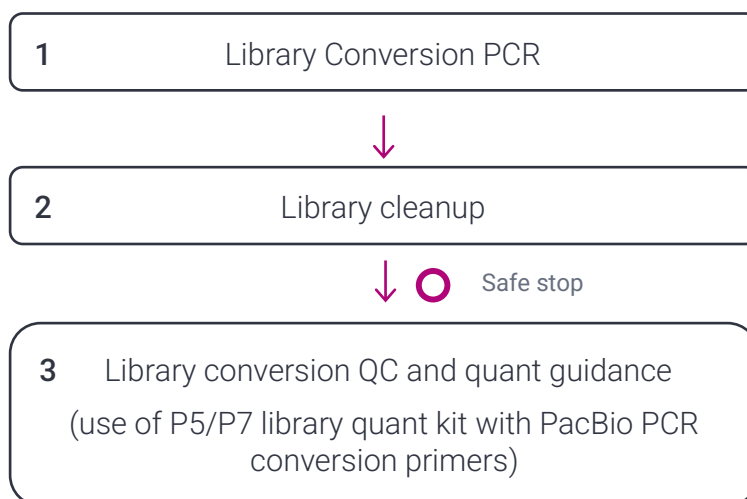 1 Library Conversion PCR
2 Library cleanup
Safe stop
3 Library conversion QC and quant guidance
(use of P5/P7 library quant kit with PacBio PCR
conversion primers)